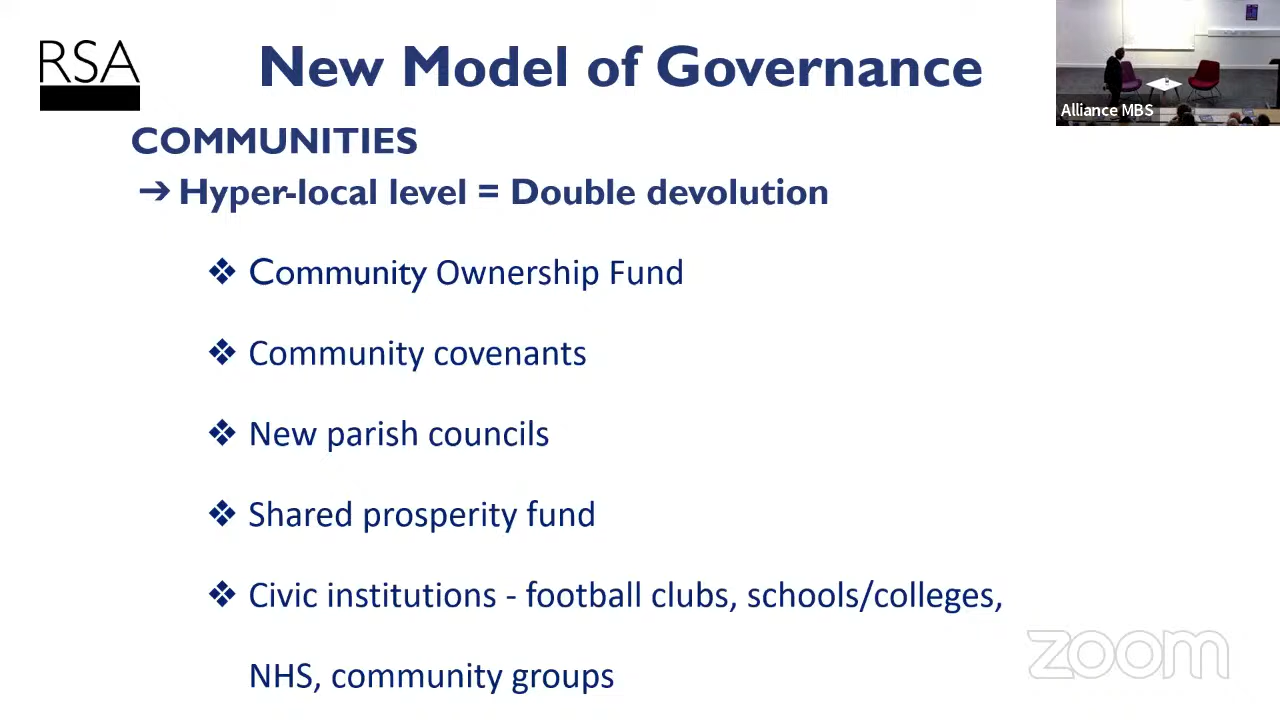 RSA
New Model of Governance
Alliance MBS
COMMUNITIES
➔ Hyper-local level = Double devolution
❖ Community Ownership Fund
❖ Community covenants
❖ New parish councils
❖ Shared prosperity fund
❖ Civic institutions - football clubs, schools/colleges,
NHS, community groups
zoom